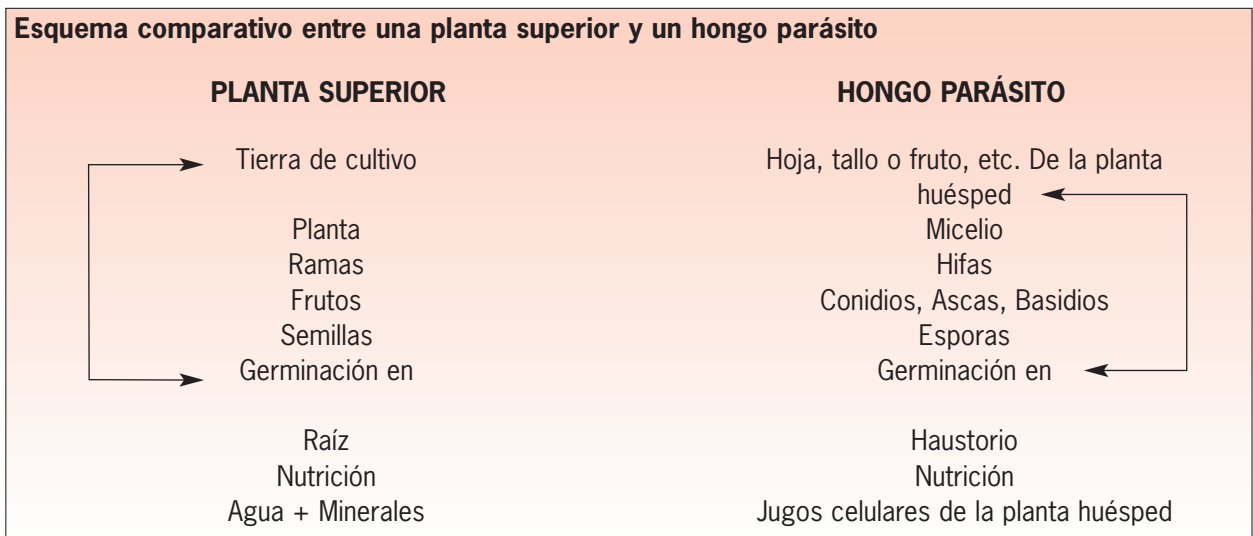 Esquema comparativo entre una planta superior y un hongo parásito
PLANTA SUPERIOR
Tierra de cultivo
Planta
Ramas
Frutos
Semillas
Germinación en
Raíz
Nutrición
Agua + Minerales
HONGO PARÁSITO
Hoja, tallo o fruto, etc. De la planta
huésped
Micelio
Hifas
Conidios, Ascas, Basidios
Esporas
Germinación en
Haustorio
Nutrición
Jugos celulares de la planta huésped